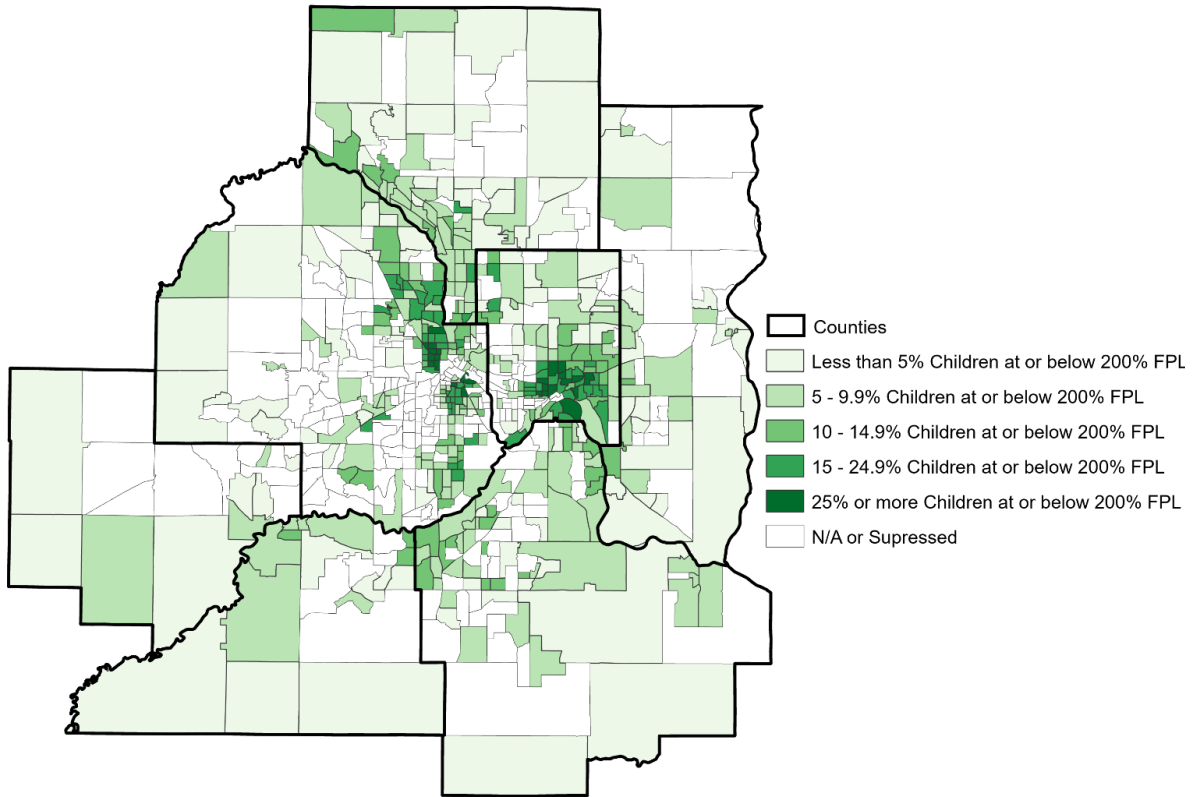 Counties
Less than 5% Children at or below 200% FPL
5 - 9.9% Children at or below 200% FPL
10 - 14.9% Children at or below 200% FPL
15 - 24.9% Children at or below 200% FPL
25% or more Children at or below 200% FPL
N/A or Supressed